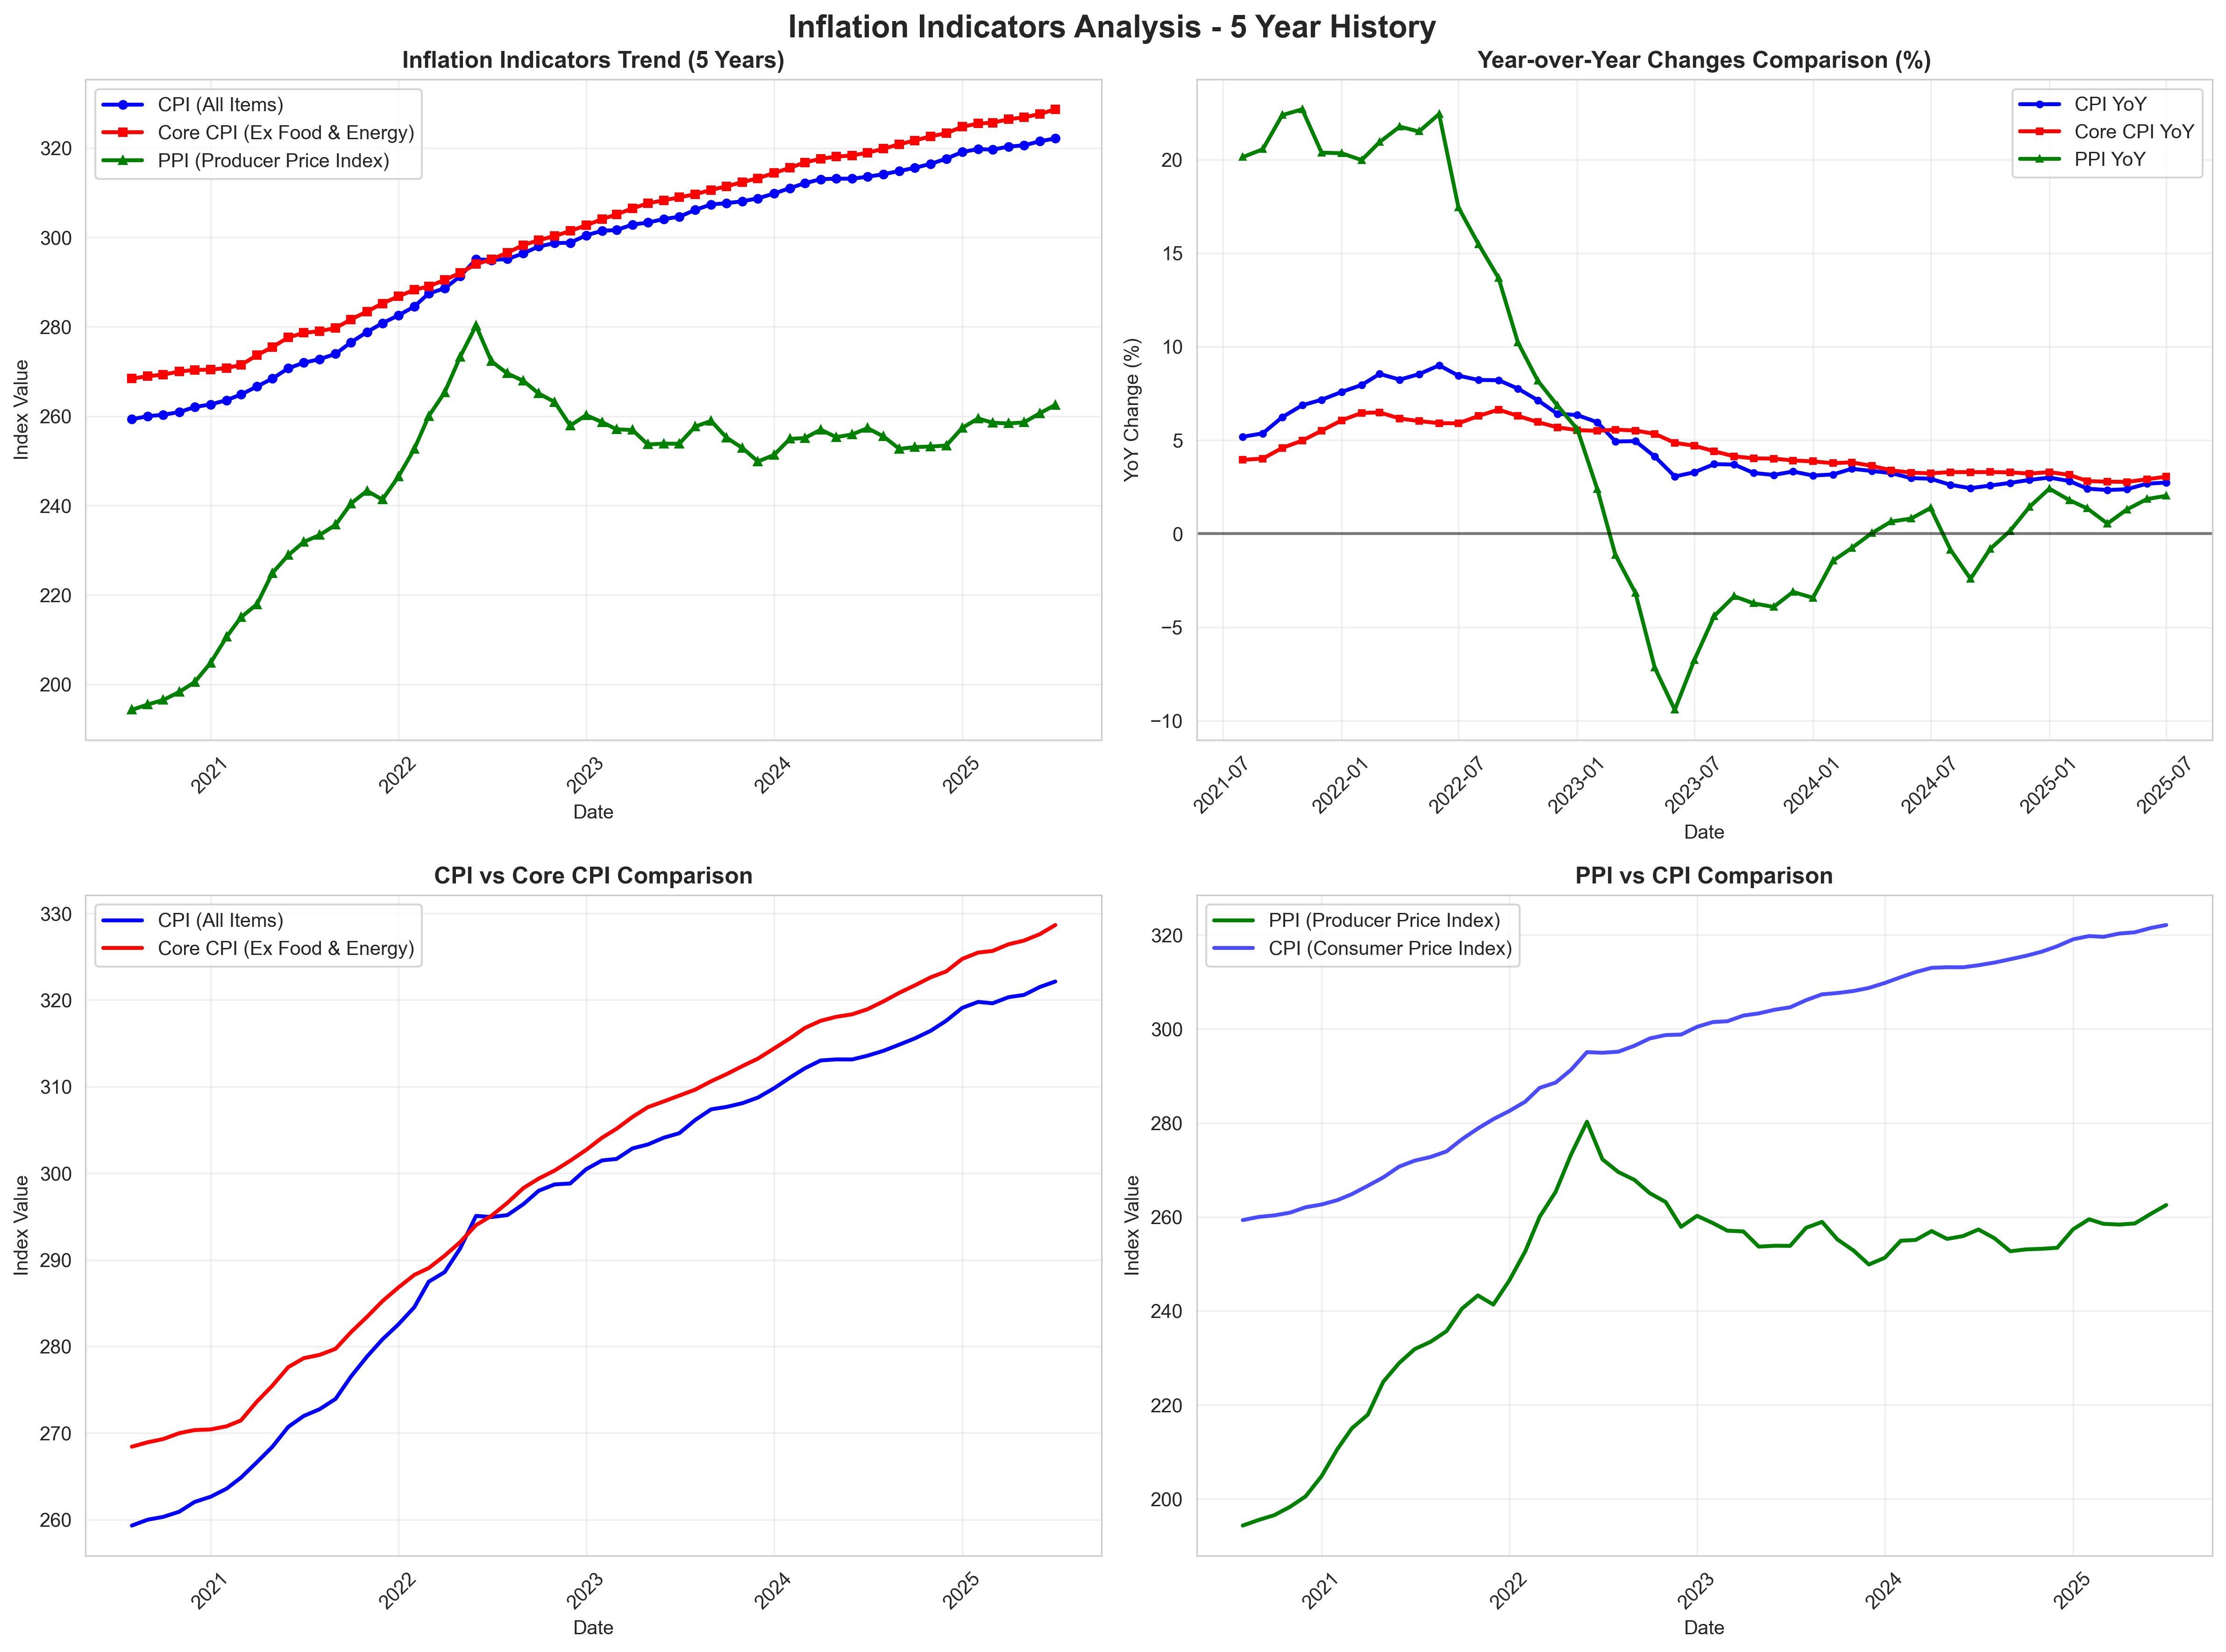 Inflation Indicators Analysis - 5 Year History
Inflation Indicators Trend (5 Years)
CPI (All Items)
Core CPI (Ex Food & Energy)
PPI (Producer Price Index)
Index Value
320
300
280
260
240
220
200
2021
2022
2023
2024
2025
Date
Year-over-Year Changes Comparison (%)
CPI YoY
Core CPI YoY
PPI YoY
YoY Change (%)
20
15
10
5
0
−5
−10
2021-07
2022-01
2022-07
2023-01
2023-07
2024-01
2024-07
2025-01
2025-07
Date
CPI vs Core CPI Comparison
CPI (All Items)
Core CPI (Ex Food & Energy)
Index Value
330
320
310
300
290
280
270
260
2021
2022
2023
2024
2025
Date
PPI vs CPI Comparison
PPI (Producer Price Index)
CPI (Consumer Price Index)
Index Value
320
300
280
260
240
220
200
2021
2022
2023
2024
2025
Date